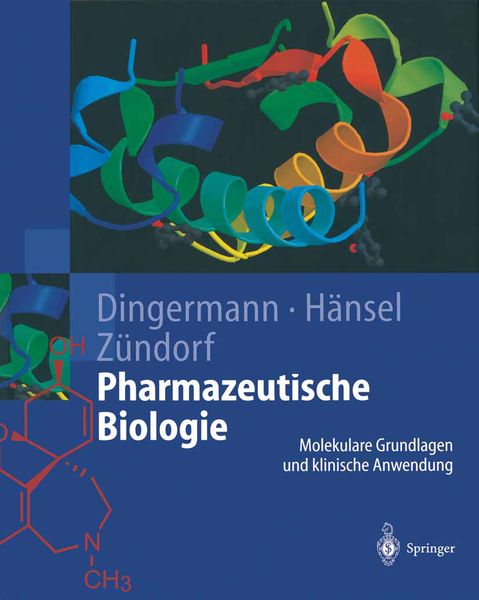 Dingermann · Hänsel
Zündorf
Pharmazeutische
Biologie
Molekulare Grundlagen
und klinische Anwendung
OH
N
CH3
Springer